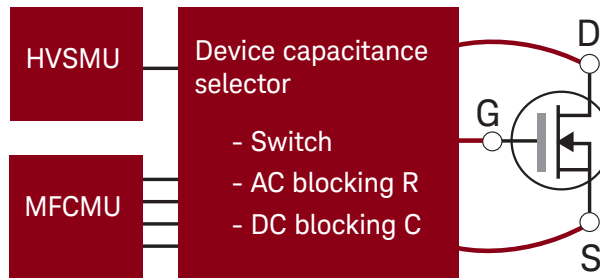 HVSMU
MFCMU
Device capacitance
selector
- Switch
- AC blocking R
- DC blocking C
D
G
S